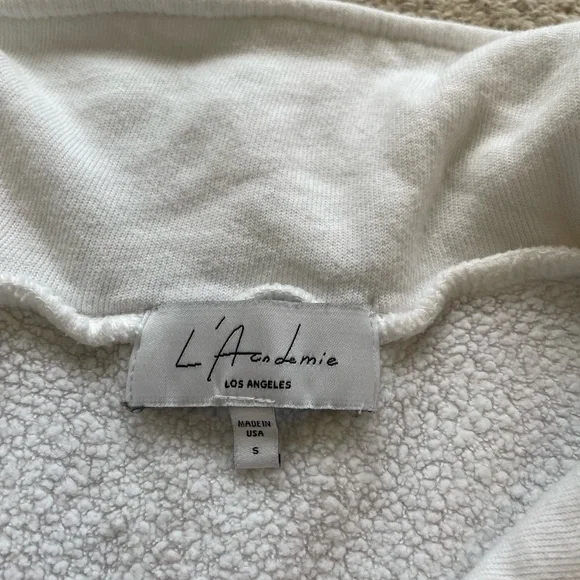 L'Academie
LOS ANGELES
MADE IN
USA
S